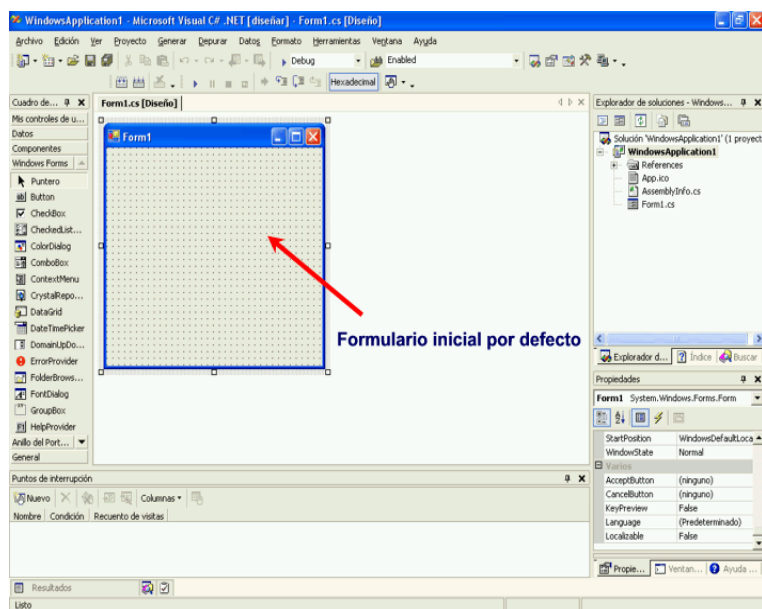 WindowsApplication1 - Microsoft Visual C# .NET [diseñar] - Form1.cs [Diseño]
Archivo Edición Ver Proyecto Generar Depurar Datos Formato Herramientas Ventana Ayuda
Debug Enabled
Hexadecimal
Cuadro de...
Mis controles de u...
Datos
Componentes
Windows Forms
Puntero
Button
CheckBox
CheckedList...
ColorDialog
ComboBox
ContextMenu
CrystalRepo...
DataGrid
DateTimePicker
DomainUpDo...
ErrorProvider
FolderBrows...
FontDialog
GroupBox
HelpProvider
Anillo del Port...
General
Form1.cs [Diseño]
Form1
Formulario inicial por defecto
Explorador de soluciones - Windows...
Solución 'WindowsApplication1' (1 proyect
WindowsApplication1
References
App.ico
AssemblyInfo.cs
Form1.cs
Explorador d... Índice Buscar
Propiedades
Form1 System.Windows.Forms.Form
StartPosition WindowsDefaultLoca
WindowState Normal
Varios
AcceptButton (ninguno)
CancelButton (ninguno)
KeyPreview False
Language (Predeterminado)
Localizable False
Propie... Ventan... Ayuda ...
Puntos de interrupción
Nuevo Columnas
Nombre Condición Recuento de visitas
Resultados
Listo